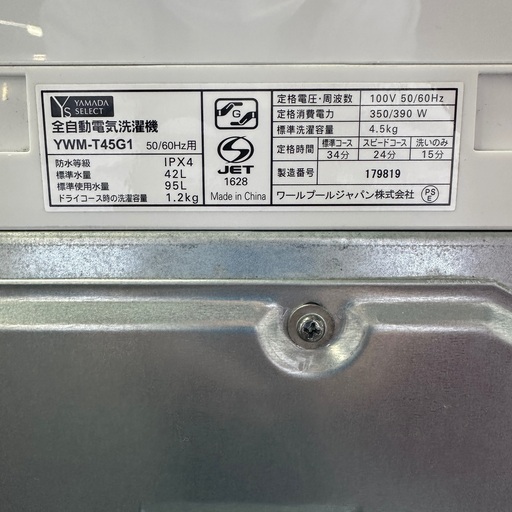 YS YAMADA SELECT
全自動電気洗濯機
YWM-T45G1 50/60Hz用
防水等級 IPX4
標準水量 42L
標準使用水量 95L
ドライコース時の洗濯容量 1.2kg
G
S
JET
1628
Made in China
定格電圧・周波数 100V 50/60Hz
定格消費電力 350/390 W
標準洗濯容量 4.5kg
定格時間 標準コース スピードコース 洗いのみ
34分 24分 15分
製造番号 179819
ワールプールジャパン株式会社 PSE